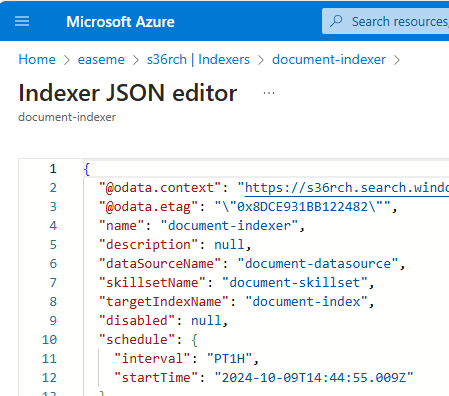 Microsoft Azure
Search resources,
Home > easeme > s36rch | Indexers > document-indexer >
Indexer JSON editor ...
document-indexer
1 {
2 "@odata.context": "https://s36rch.search.windo
3 "@odata.etag": "\"0x8DCE931BB122482\"",
4 "name": "document-indexer",
5 "description": null,
6 "dataSourceName": "document-datasource",
7 "skillsetName": "document-skillset",
8 "targetIndexName": "document-index",
9 "disabled": null,
10 "schedule": {
11 "interval": "PT1H",
12 "startTime": "2024-10-09T14:44:55.009Z"